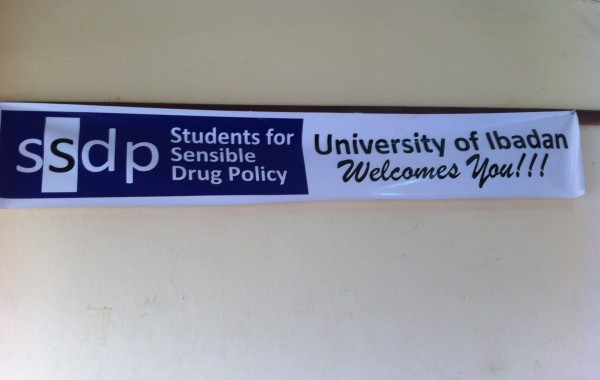 ssdp
Students for
Sensible
Drug Policy
University of Ibadan
Welcomes You!!!